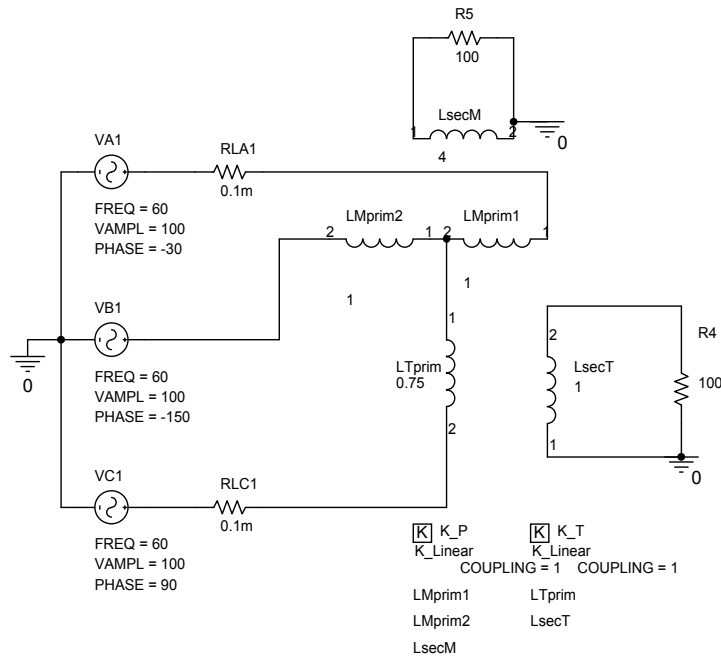 R5
100
LsecM
1
2
4
0
VA1
FREQ = 60
VAMPL = 100
PHASE = -30
RLA1
0.1m
LMprim2
2
1
1
LMprim1
2
1
1
VB1
FREQ = 60
VAMPL = 100
PHASE = -150
0
1
LTprim
0.75
2
2
LsecT
1
1
R4
100
0
VC1
FREQ = 60
VAMPL = 100
PHASE = 90
RLC1
0.1m
K K_P
K_Linear
COUPLING = 1
LMprim1
LMprim2
LsecM
K K_T
K_Linear
COUPLING = 1
LTprim
LsecT